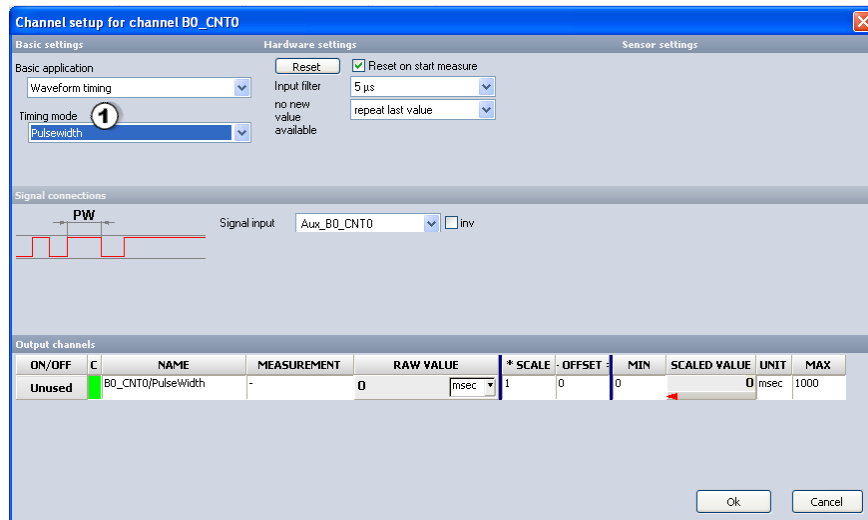 Channel setup for channel B0_CNT0
Basic settings
Hardware settings
Sensor settings
Basic application
Waveform timing
Timing mode
1
Pulsewidth
Reset
Reset on start measure
Input filter
5 µs
no new
value
available
repeat last value
Signal connections
PW
Signal input
Aux_B0_CNT0
inv
Output channels
ON/OFF C NAME MEASUREMENT RAW VALUE * SCALE - OFFSET = MIN SCALED VALUE UNIT MAX
Unused B0_CNT0/PulseWidth - 0 msec 1 0 0 0 msec 1000
Ok
Cancel